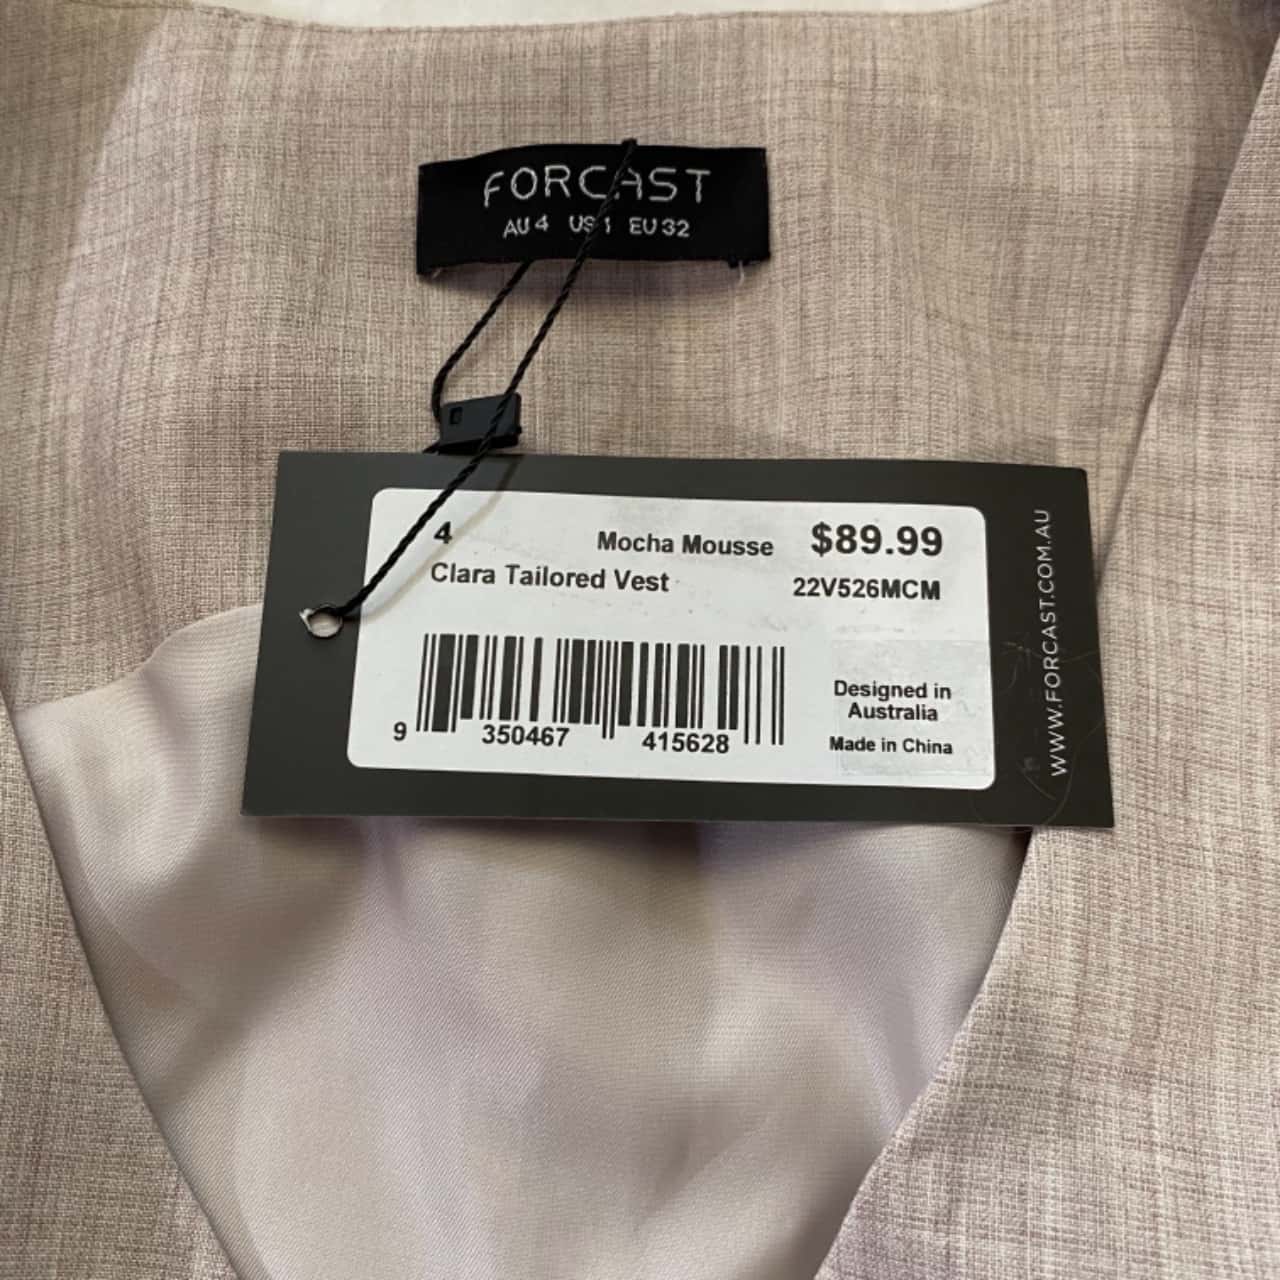 FORCAST
AU 4 US 1 EU 32
4 Mocha Mousse $89.99
Clara Tailored Vest 22V526MCM
9 350467 415628
Designed in
Australia
Made in China
WWW.FORCAST.COM.AU